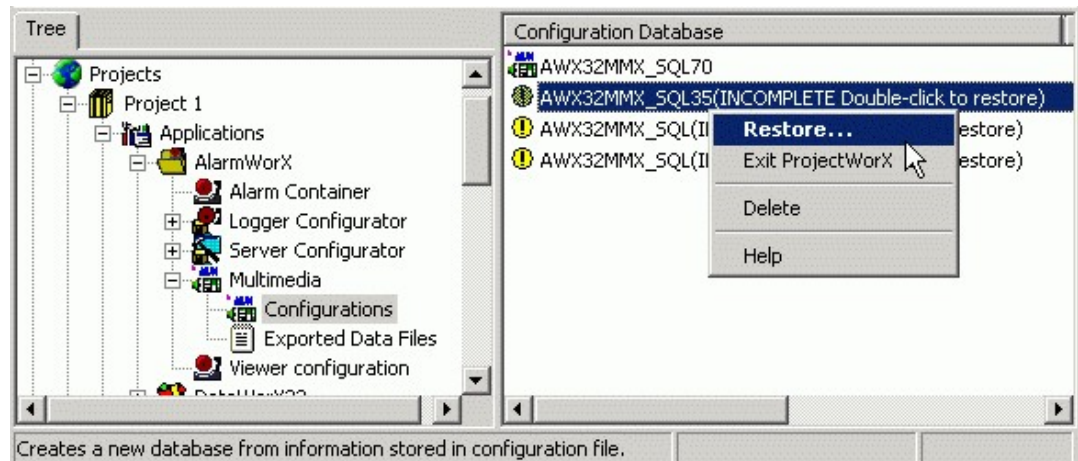 Tree
Projects
Project 1
Applications
AlarmWorX
Alarm Container
Logger Configurator
Server Configurator
Multimedia
Configurations
Exported Data Files
Viewer configuration
Configuration Database
AWX32MMX_SQL70
AWX32MMX_SQL35(INCOMPLETE Double-click to restore)
AWX32MMX_SQL(II estore)
AWX32MMX_SQL(II estore)
Restore...
Exit ProjectWorX
Delete
Help
Creates a new database from information stored in configuration file.